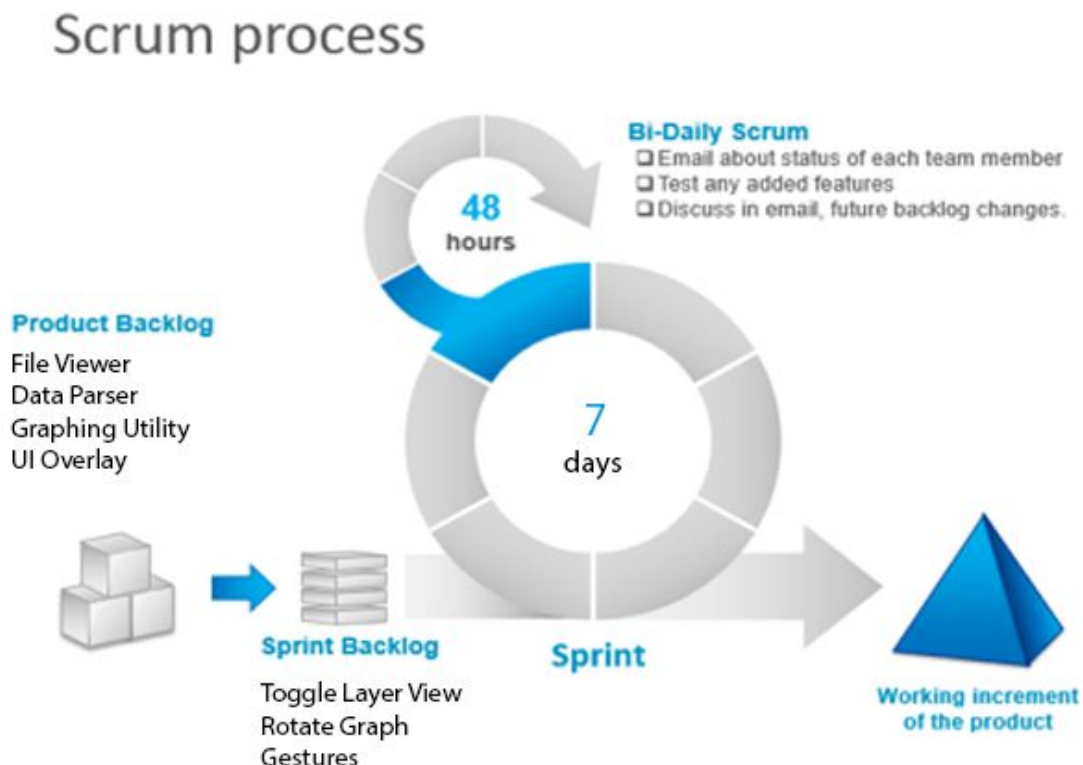 Scrum process
Bi-Daily Scrum
❑ Email about status of each team member
❑ Test any added features
❑ Discuss in email, future backlog changes.
48
hours
Product Backlog
File Viewer
Data Parser
Graphing Utility
UI Overlay
7
days
Sprint Backlog
Toggle Layer View
Rotate Graph
Gestures
Sprint
Working increment
of the product